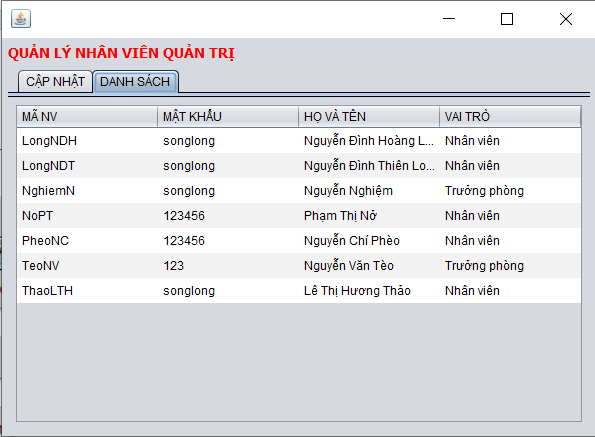 QUẢN LÝ NHÂN VIÊN QUẢN TRỊ
CẬP NHẬT DANH SÁCH
MÃ NV MẬT KHẨU HỌ VÀ TÊN VAI TRÒ
LongNDH songlong Nguyễn Đình Hoàng L... Nhân viên
LongNDT songlong Nguyễn Đình Thiên Lo... Nhân viên
NghiemN songlong Nguyễn Nghiệm Trưởng phòng
NoPT 123456 Phạm Thị Nở Nhân viên
PheoNC 123456 Nguyễn Chí Phèo Nhân viên
TeoNV 123 Nguyễn Văn Tèo Trưởng phòng
ThaoLTH songlong Lê Thị Hương Thảo Nhân viên